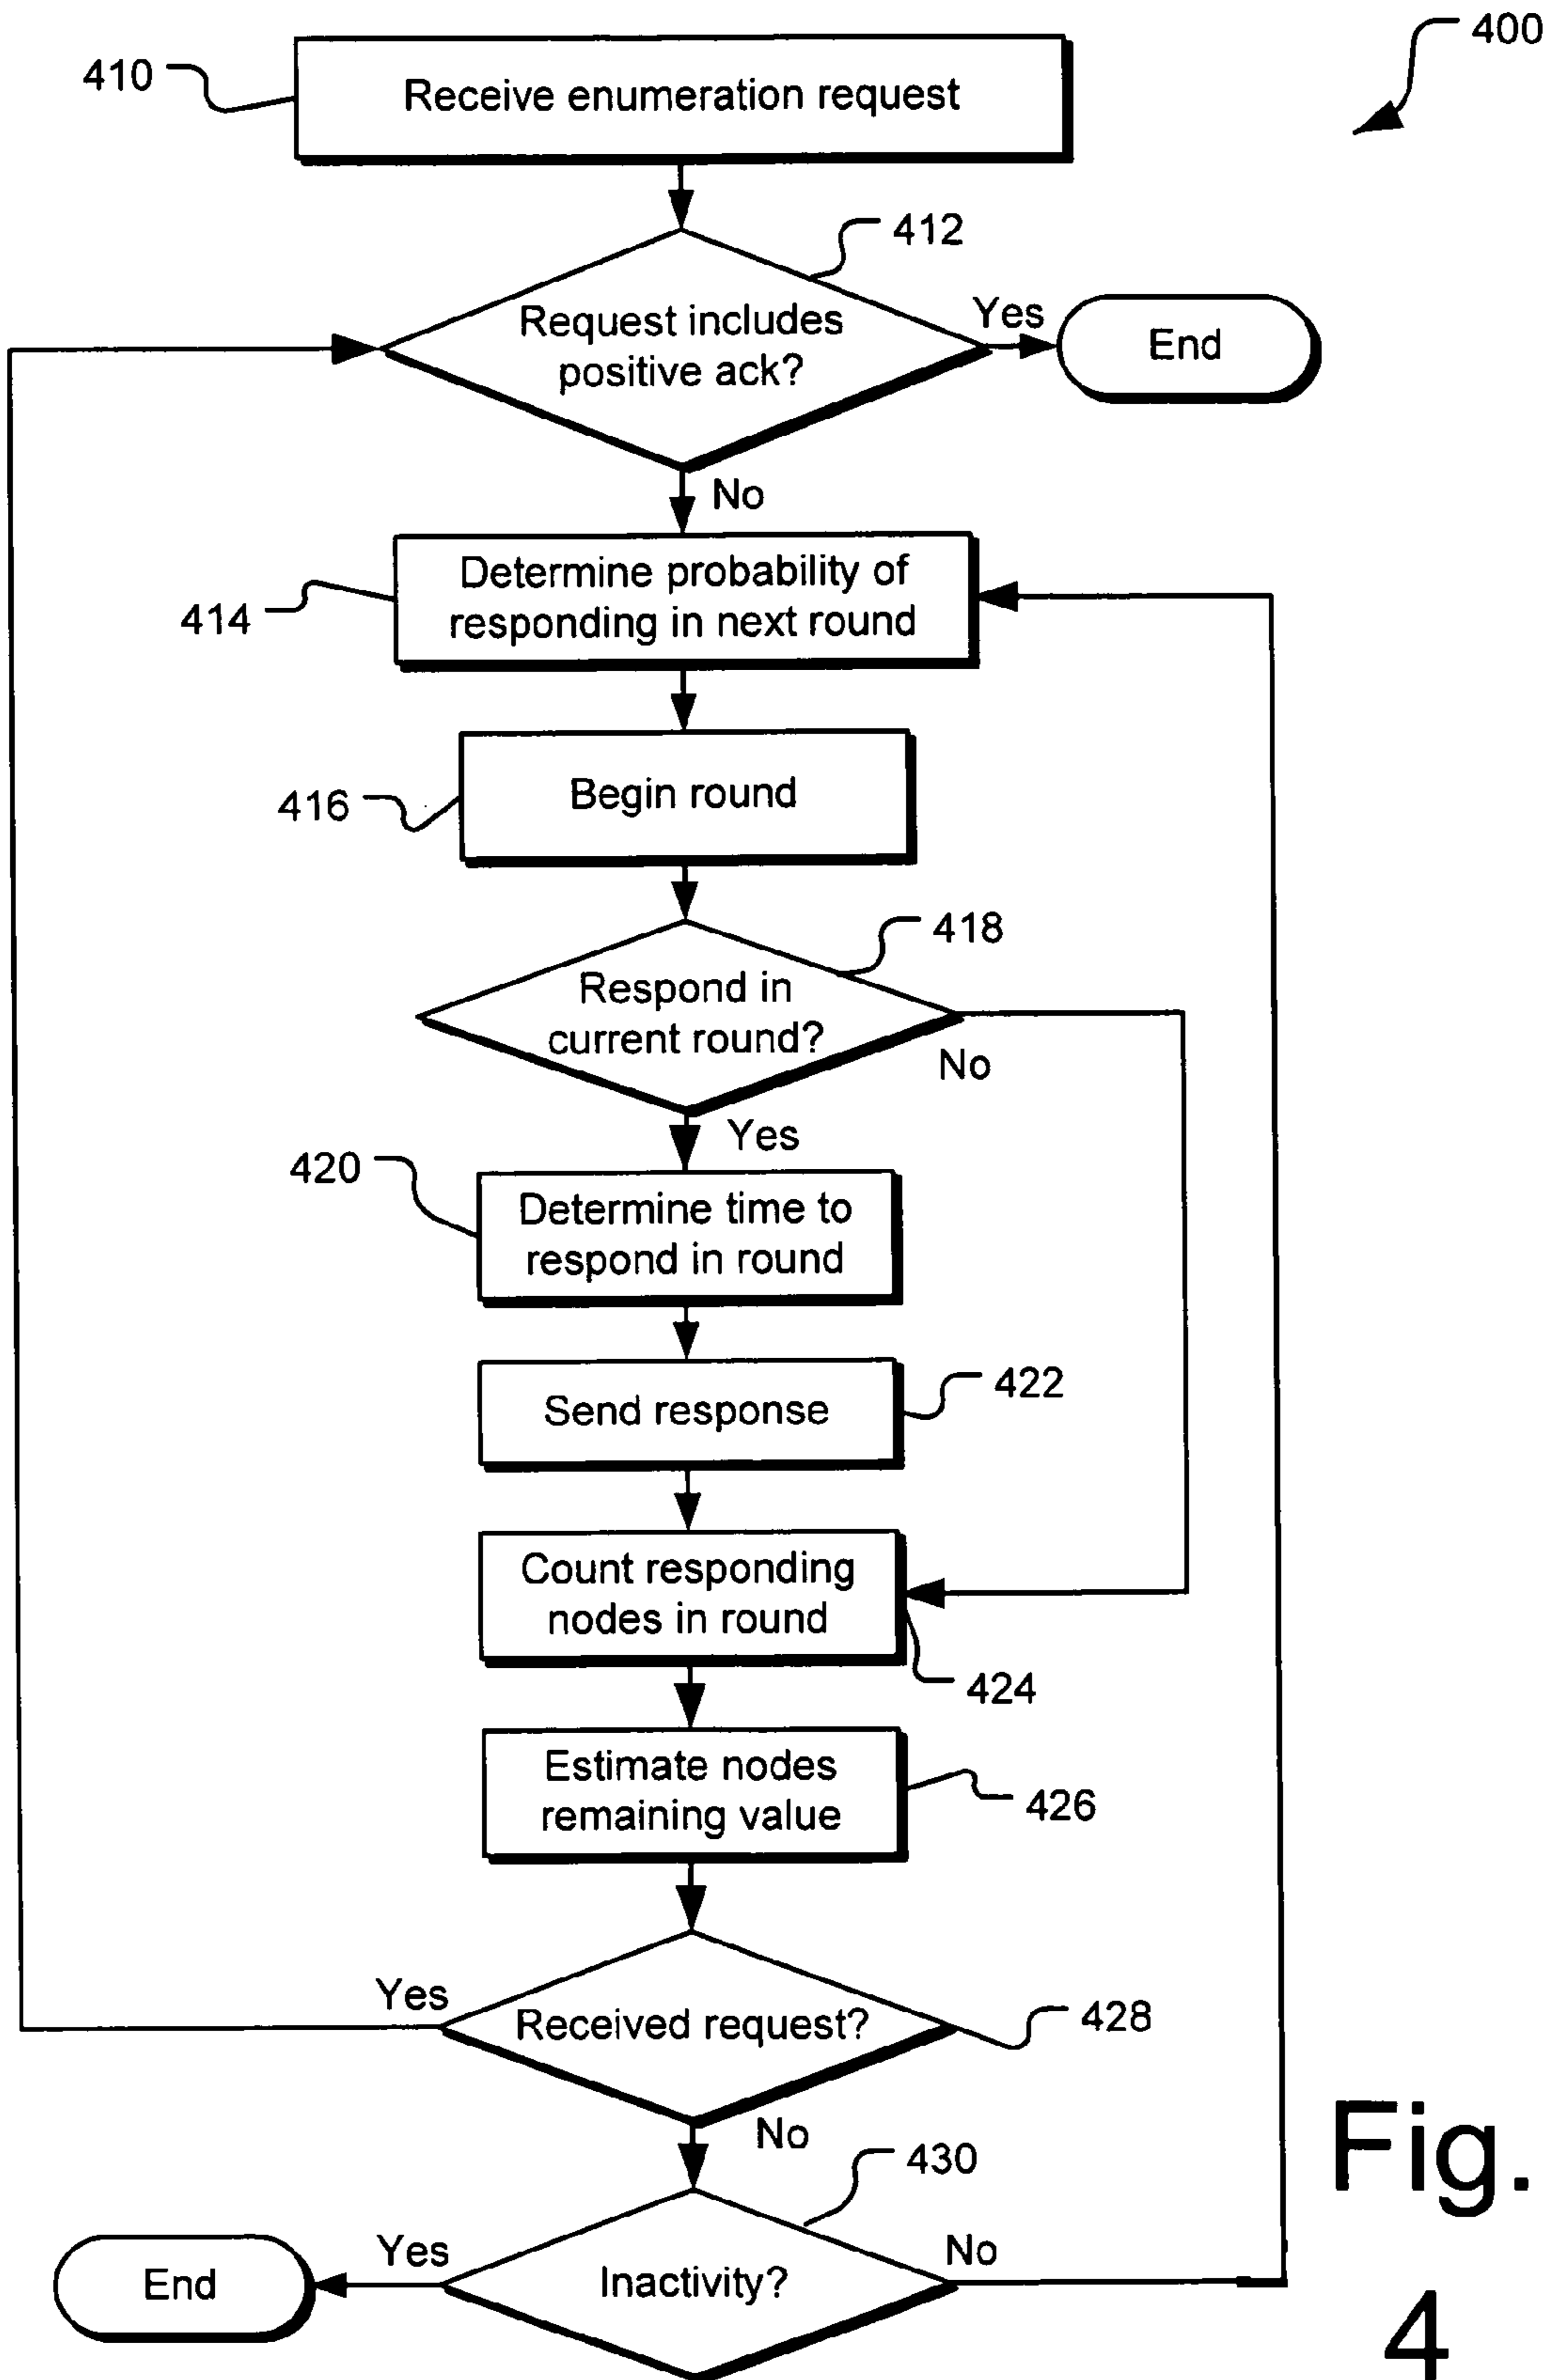 400
410
Receive enumeration request
412
Request includes
positive ack?
Yes
End
No
414
Determine probability of
responding in next round
416
Begin round
418
Respond in
current round?
No
Yes
420
Determine time to
respond in round
422
Send response
Count responding
nodes in round
424
Estimate nodes
remaining value
426
Yes
Received request?
428
No
430
End
Yes
Inactivity?
No
Fig.
4